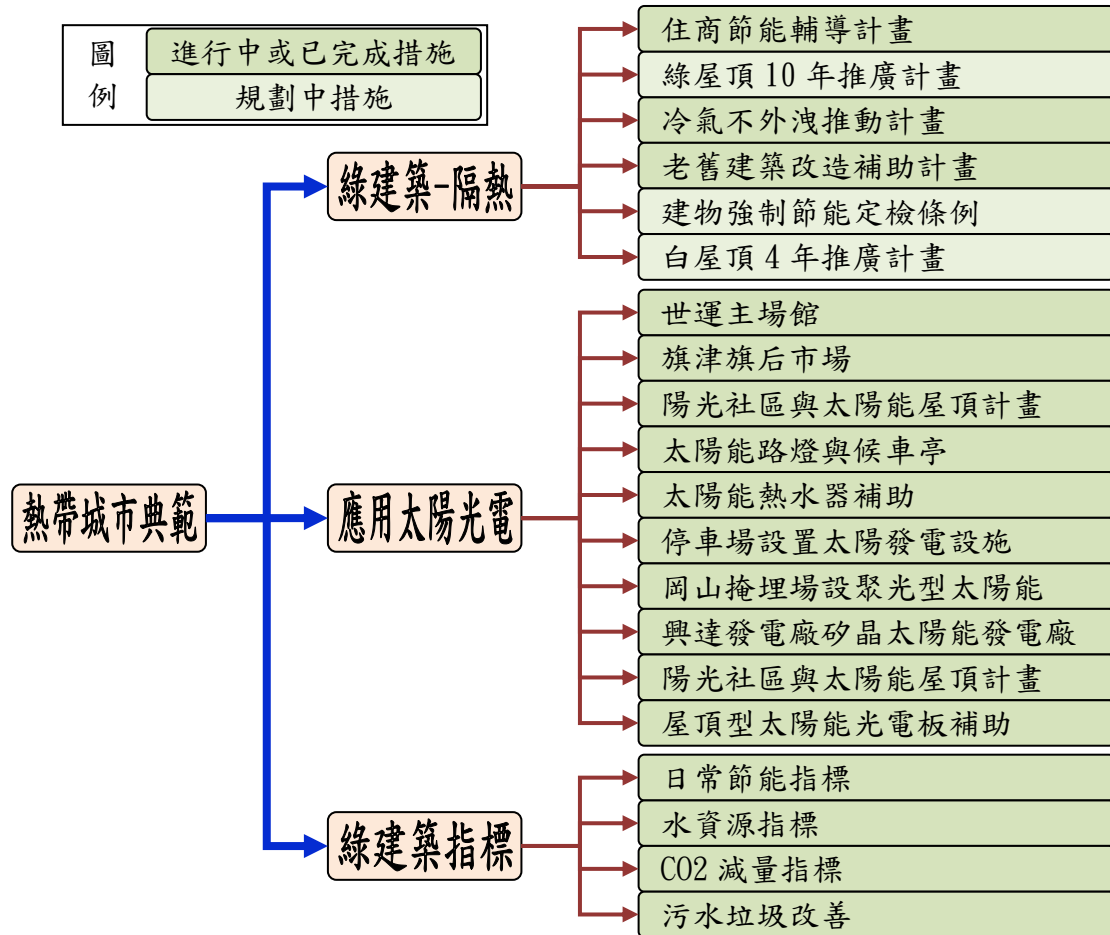 圖例
進行中或已完成措施
規劃中措施
熱帶城市典範
綠建築-隔熱
住商節能輔導計畫
綠屋頂 10 年推廣計畫
冷氣不外洩推動計畫
老舊建築改造補助計畫
建物強制節能定檢條例
白屋頂 4 年推廣計畫
應用太陽光電
世運主場館
旗津旗后市場
陽光社區與太陽能屋頂計畫
太陽能路燈與候車亭
太陽能熱水器補助
停車場設置太陽發電設施
岡山掩埋場設聚光型太陽能
興達發電廠矽晶太陽能發電廠
陽光社區與太陽能屋頂計畫
屋頂型太陽能光電板補助
綠建築指標
日常節能指標
水資源指標
CO2 減量指標
污水垃圾改善